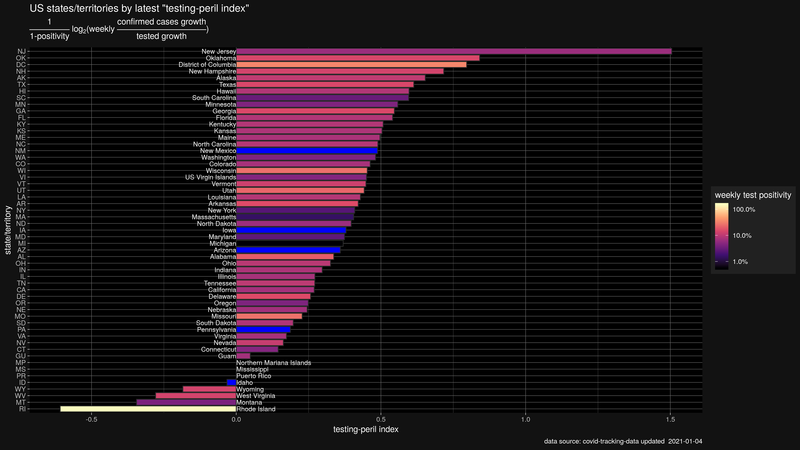 US states/territories by latest "testing-peril index"
1 confirmed cases growth
log2(weekly )
1-positivity tested growth
NJ New Jersey
OK Oklahoma
DC District of Columbia
NH New Hampshire
AK Alaska
TX Texas
HI Hawaii
SC South Carolina
MN Minnesota
GA Georgia
FL Florida
KY Kentucky
KS Kansas
ME Maine
NC North Carolina
NM New Mexico
WA Washington
CO Colorado
WI Wisconsin
VI US Virgin Islands
VT Vermont
UT Utah
LA Louisiana
AR Arkansas
NY New York
MA Massachusetts
ND North Dakota
IA Iowa
MD Maryland
MI Michigan
AZ Arizona
AL Alabama
OH Ohio
IN Indiana
IL Illinois
TN Tennessee
CA California
DE Delaware
OR Oregon
NE Nebraska
MO Missouri
SD South Dakota
PA Pennsylvania
VA Virginia
NV Nevada
CT Connecticut
GU Guam
MP Northern Mariana Islands
MS Mississippi
PR Puerto Rico
ID Idaho
WY Wyoming
WV West Virginia
MT Montana
RI Rhode Island
state/territory
-0.5 0.0 0.5 1.0 1.5
testing-peril index
weekly test positivity
100.0%
10.0%
1.0%
data source: covid-tracking-data updated 2021-01-04